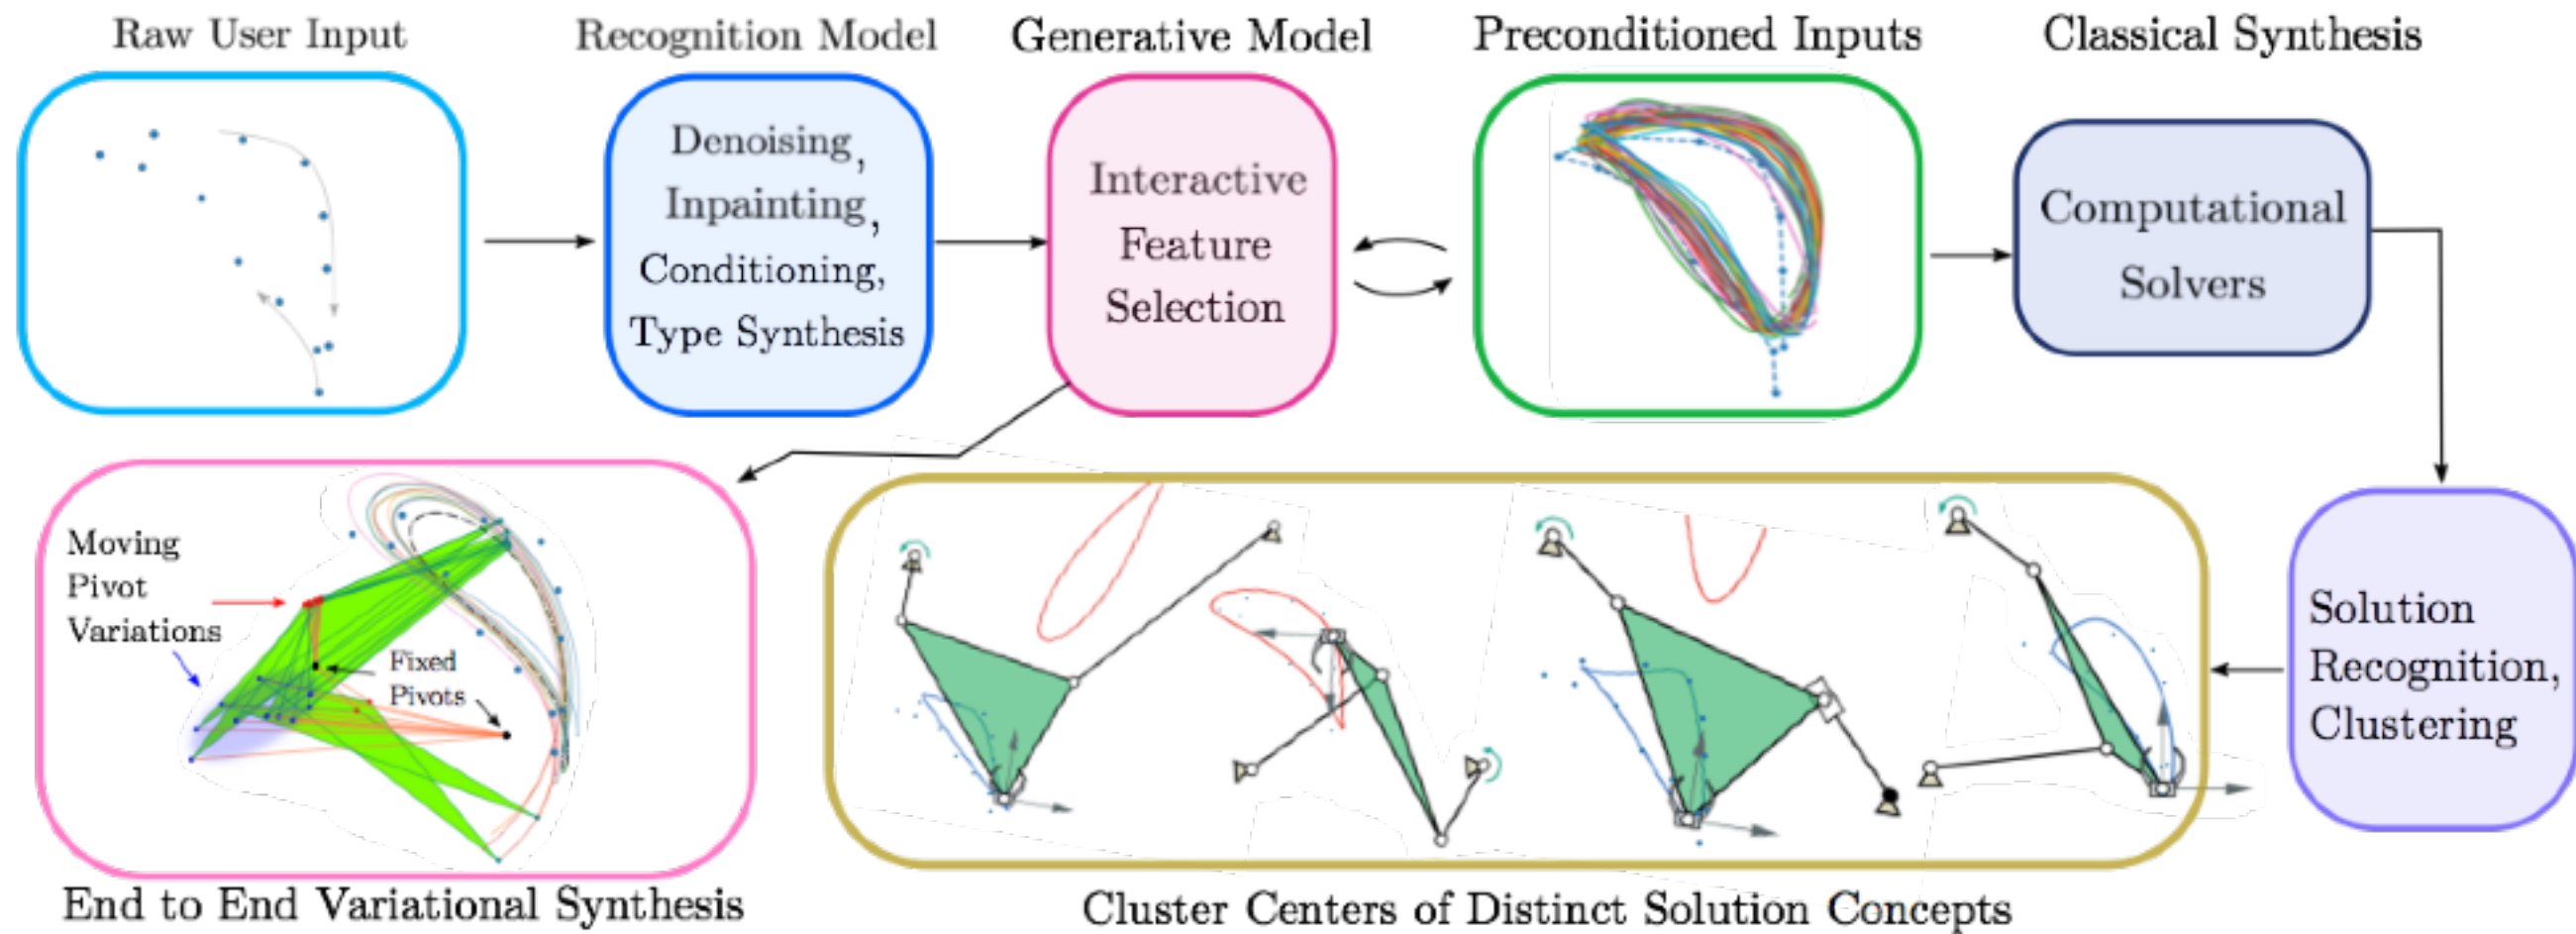 Raw User Input
Recognition Model
Generative Model
Preconditioned Inputs
Classical Synthesis
Denoising,
Inpainting,
Conditioning,
Type Synthesis
Interactive
Feature
Selection
Computational
Solvers
Moving
Pivot
Variations
Fixed
Pivots
Solution
Recognition,
Clustering
End to End Variational Synthesis
Cluster Centers of Distinct Solution Concepts